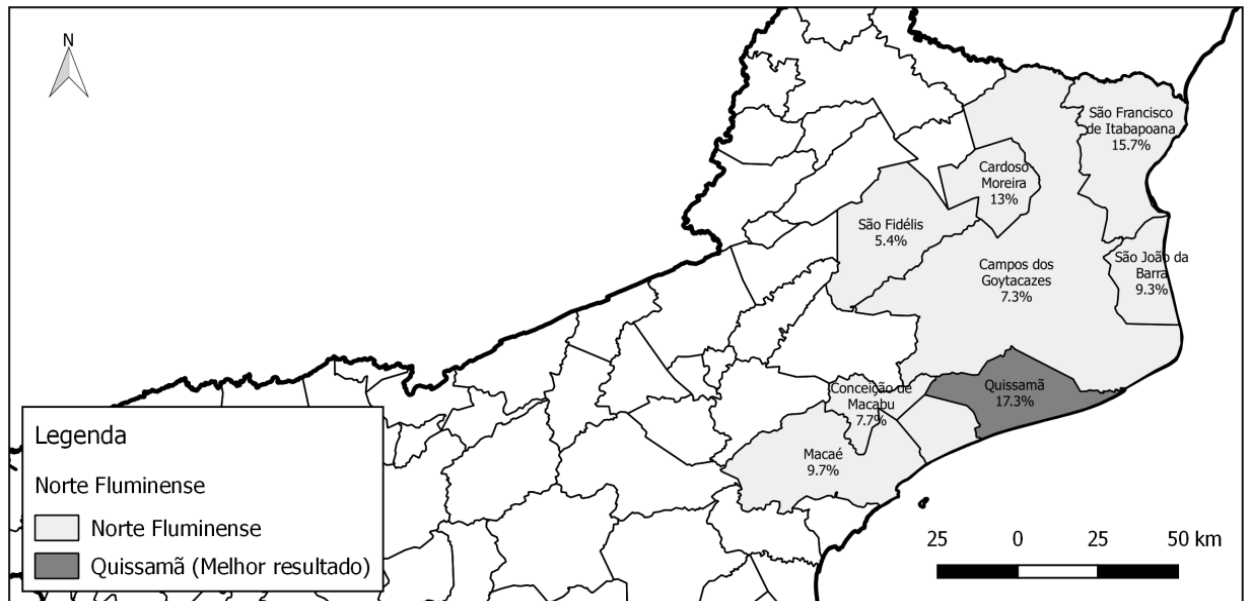 N
São Francisco
de Itabapoana
15.7%
Cardoso
Moreira
13%
São Fidélis
5.4%
Campos dos
Goytacazes
7.3%
São João da
Barra
9.3%
Conceição de
Macabu
7.7%
Quissamã
17.3%
Macaé
9.7%
Legenda
Norte Fluminense
Norte Fluminense
Quissamã (Melhor resultado)
25 0 25 50 km